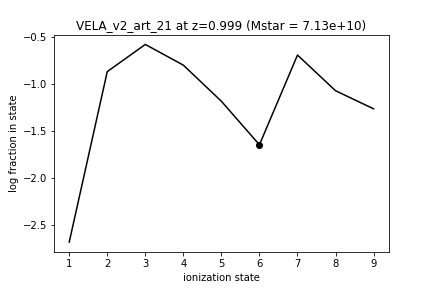 VELA_v2_art_21 at z=0.999 (Mstar = 7.13e+10)
−0.5
−1.0
−1.5
−2.0
−2.5
log fraction in state
1 2 3 4 5 6 7 8 9
ionization state